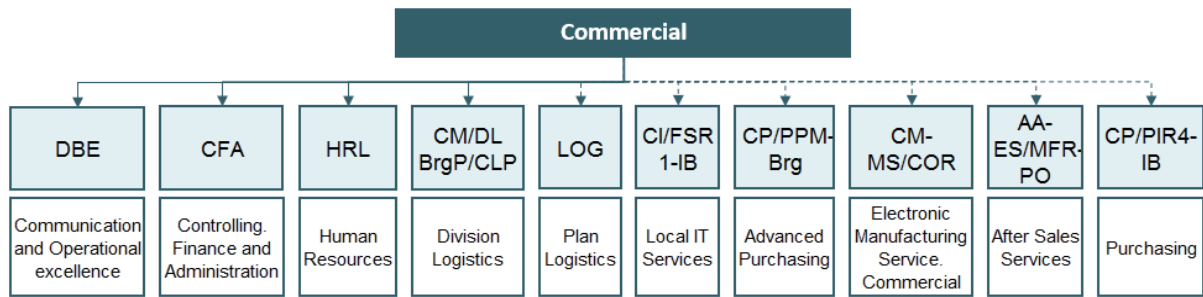 Commercial
DBE
CFA
HRL
CM/DL
BrgP/CLP
LOG
CI/FSR
1-IB
CP/PPM-
Brg
CM-
MS/COR
AA-
ES/MFR-
PO
CP/PIR4-
IB
Communication
and Operational
excellence
Controlling.
Finance and
Administration
Human
Resources
Division
Logistics
Plan
Logistics
Local IT
Services
Advanced
Purchasing
Electronic
Manufacturing
Service.
Commercial
After Sales
Services
Purchasing